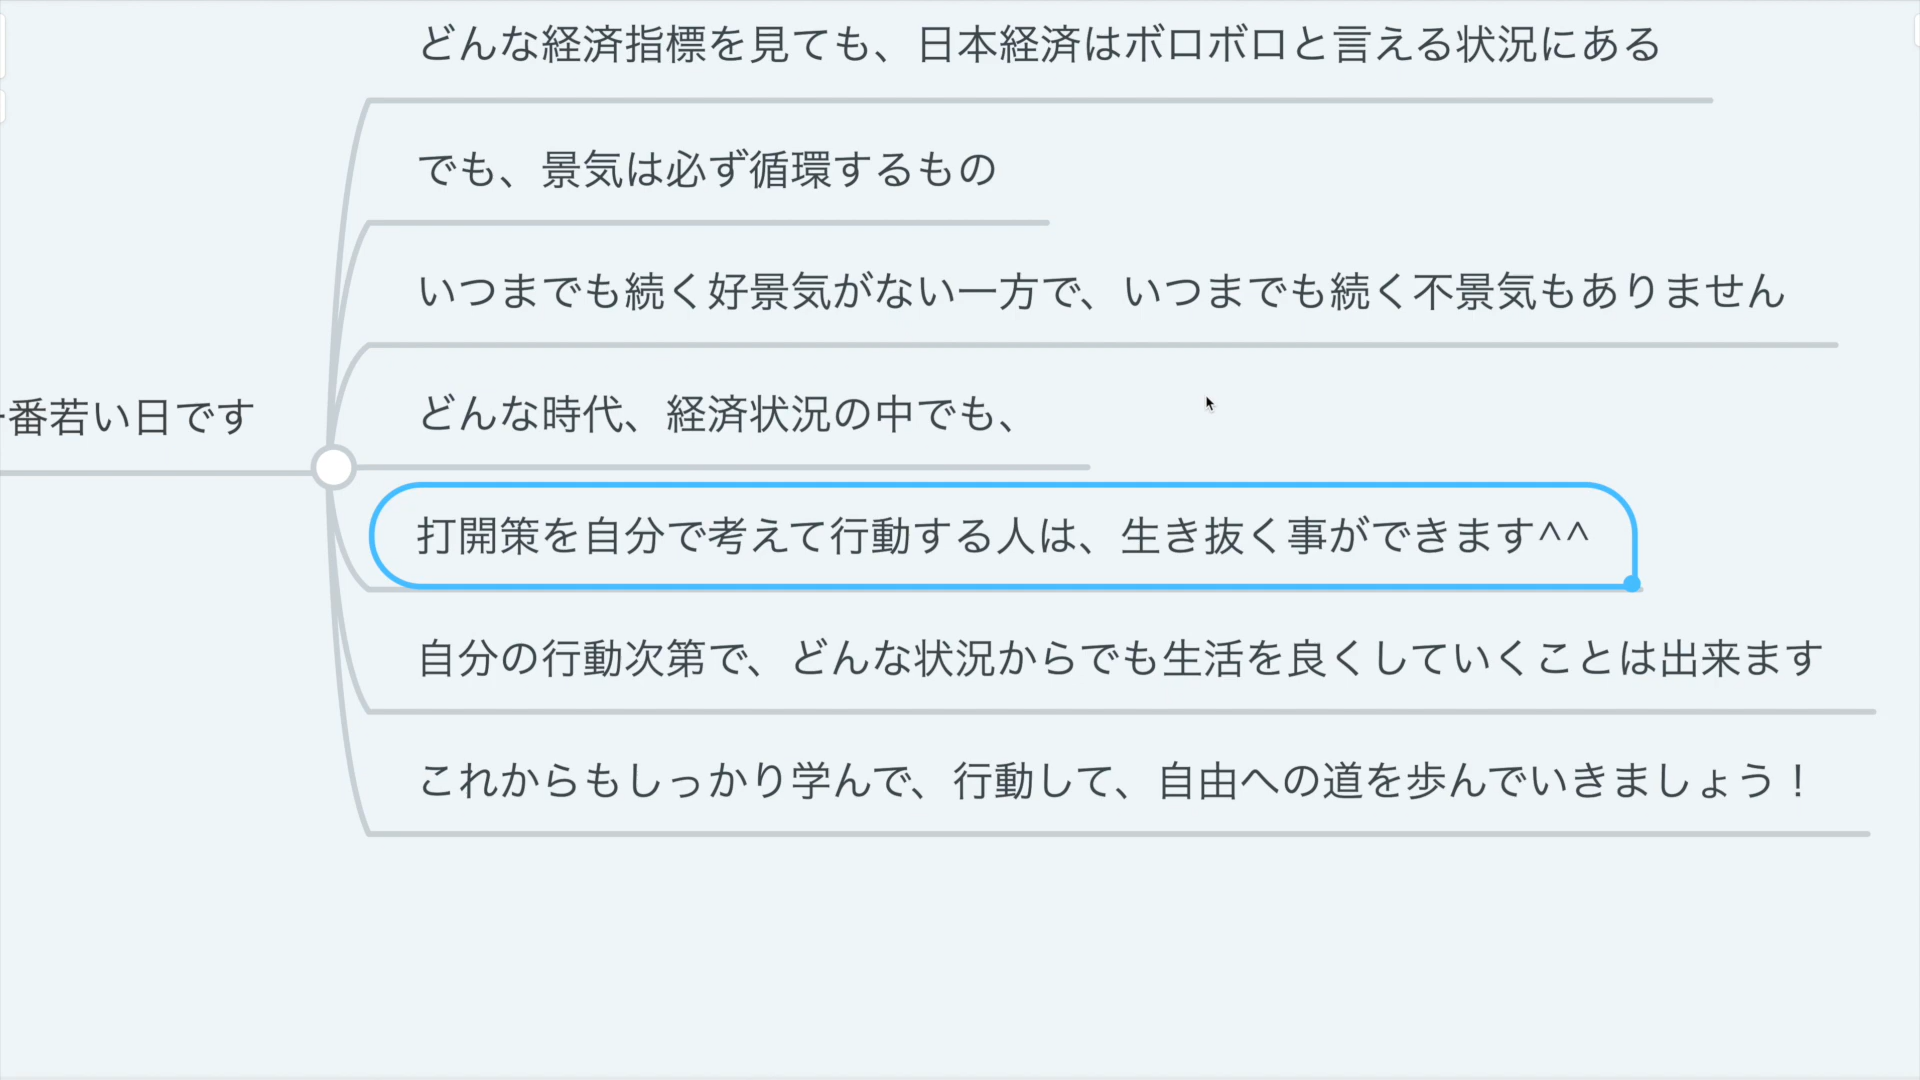 どんな経済指標を見ても、日本経済はボロボロと言える状況にある
でも、景気は必ず循環するもの
いつまでも続く好景気がない一方で、いつまでも続く不景気もありません
どんな時代、経済状況の中でも、
番若い日です
打開策を自分で考えて行動する人は、生き抜く事ができます^^
自分の行動次第で、どんな状況からでも生活を良くしていくことは出来ます
これからもしっかり学んで、行動して、自由への道を歩んでいきましょう！